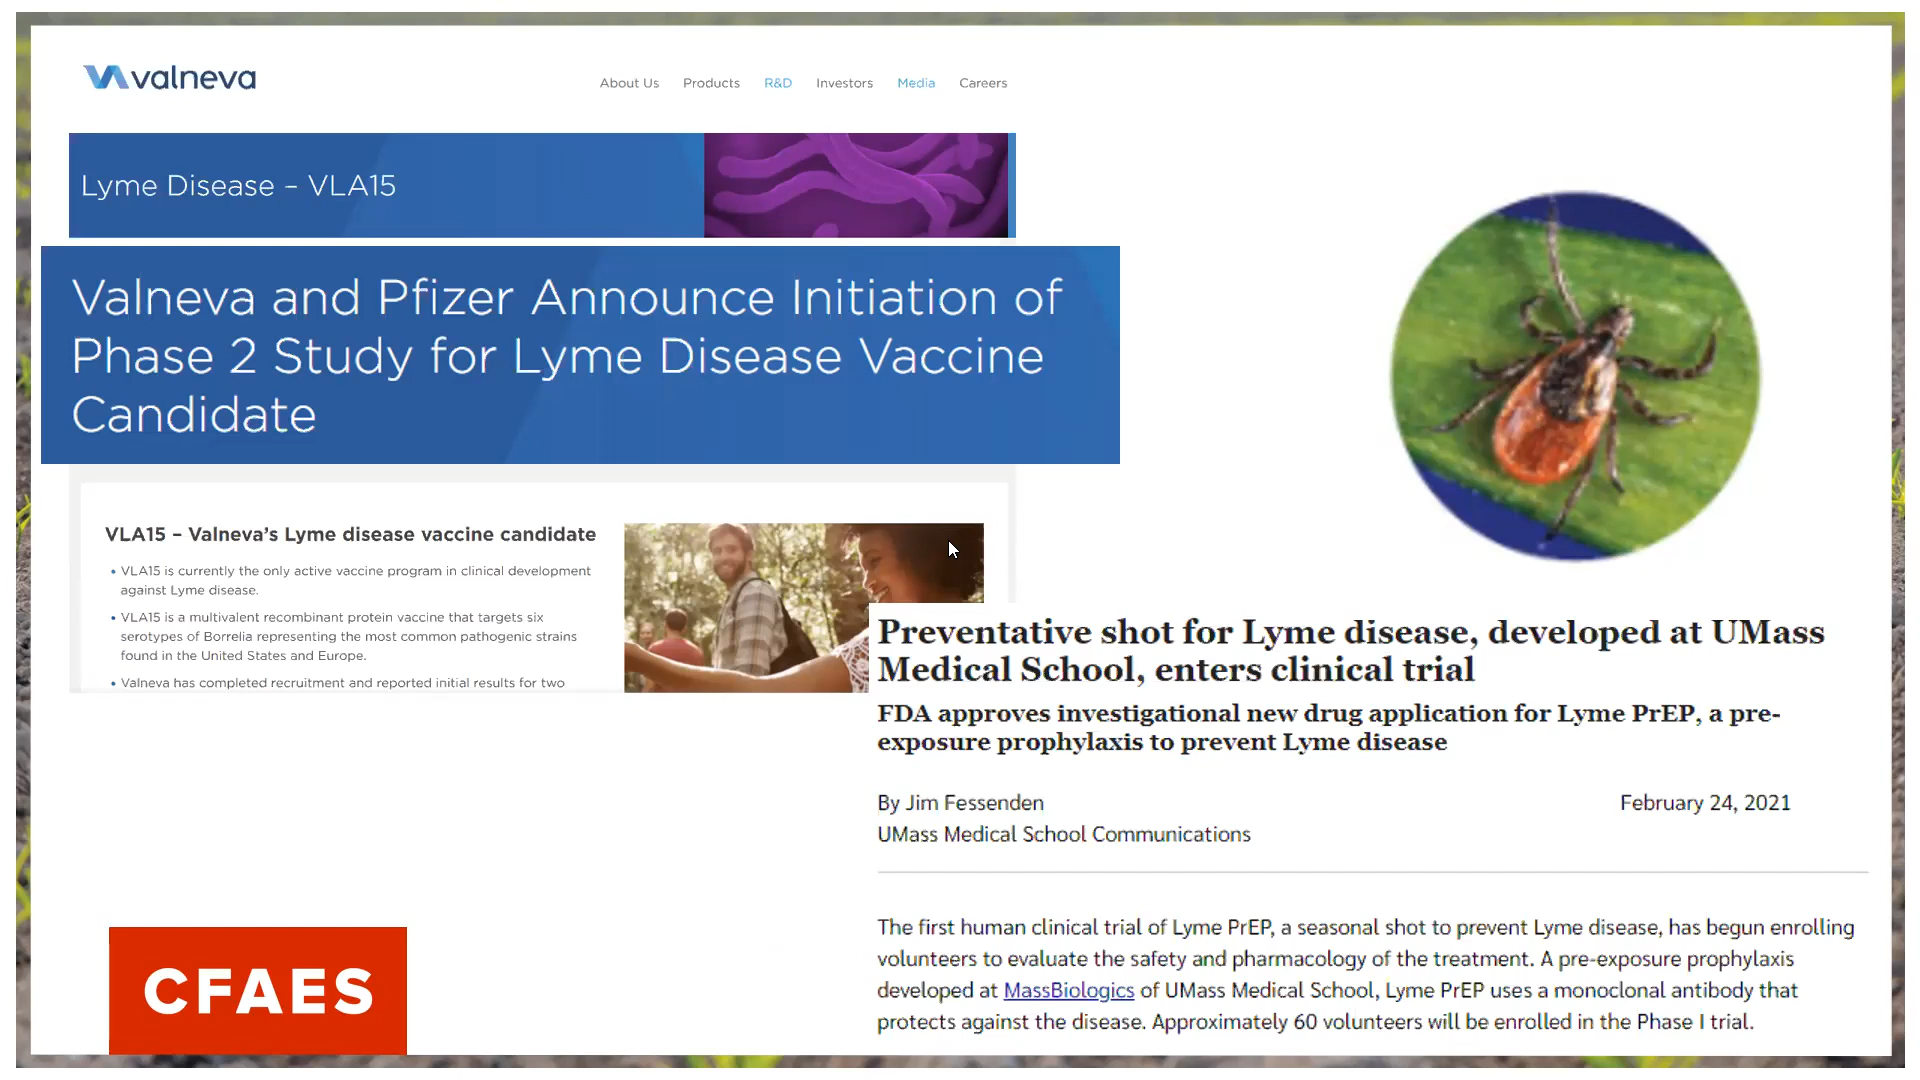 valneva
About Us Products R&D Investors Media Careers
Lyme Disease – VLA15
Valneva and Pfizer Announce Initiation of
Phase 2 Study for Lyme Disease Vaccine
Candidate
VLA15 – Valneva's Lyme disease vaccine candidate
• VLA15 is currently the only active vaccine program in clinical development
against Lyme disease.
• VLA15 is a multivalent recombinant protein vaccine that targets six
serotypes of Borrelia representing the most common pathogenic strains
found in the United States and Europe.
• Valneva has completed recruitment and reported initial results for two
Preventative shot for Lyme disease, developed at UMass
Medical School, enters clinical trial
FDA approves investigational new drug application for Lyme PrEP, a pre-
exposure prophylaxis to prevent Lyme disease
By Jim Fessenden
February 24, 2021
UMass Medical School Communications
The first human clinical trial of Lyme PrEP, a seasonal shot to prevent Lyme disease, has begun enrolling
volunteers to evaluate the safety and pharmacology of the treatment. A pre-exposure prophylaxis
developed at MassBiologics of UMass Medical School, Lyme PrEP uses a monoclonal antibody that
protects against the disease. Approximately 60 volunteers will be enrolled in the Phase I trial.
CFAES